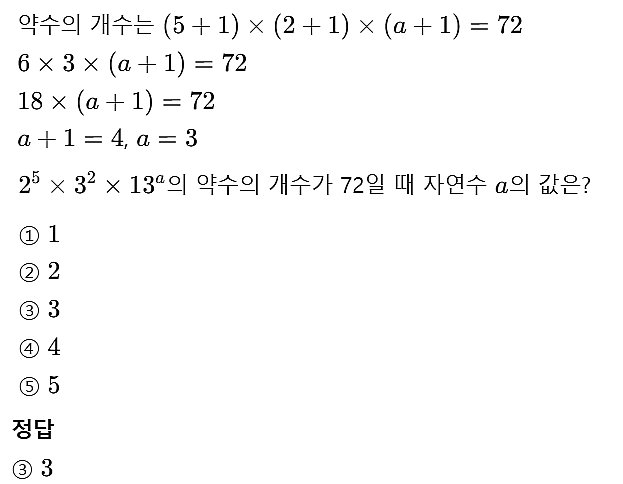 약수의 개수는 (5 + 1) × (2 + 1) × (a + 1) = 72
6 × 3 × (a + 1) = 72
18 × (a + 1) = 72
a + 1 = 4, a = 3
2⁵ × 3² × 13ᵃ의 약수의 개수가 72일 때 자연수 a의 값은?
① 1
② 2
③ 3
④ 4
⑤ 5
정답
③ 3